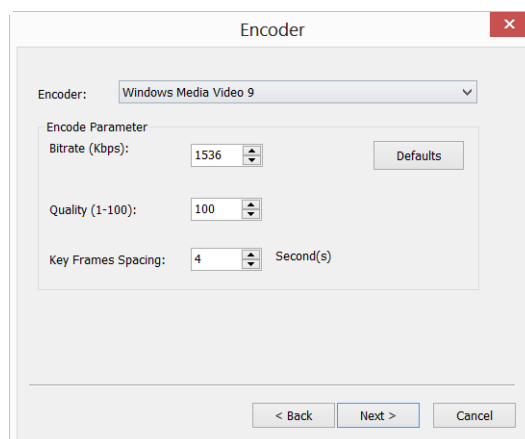 Encoder
Encoder: Windows Media Video 9
Encode Parameter
Bitrate (Kbps): 1536 Defaults
Quality (1-100): 100
Key Frames Spacing: 4 Second(s)
< Back Next > Cancel